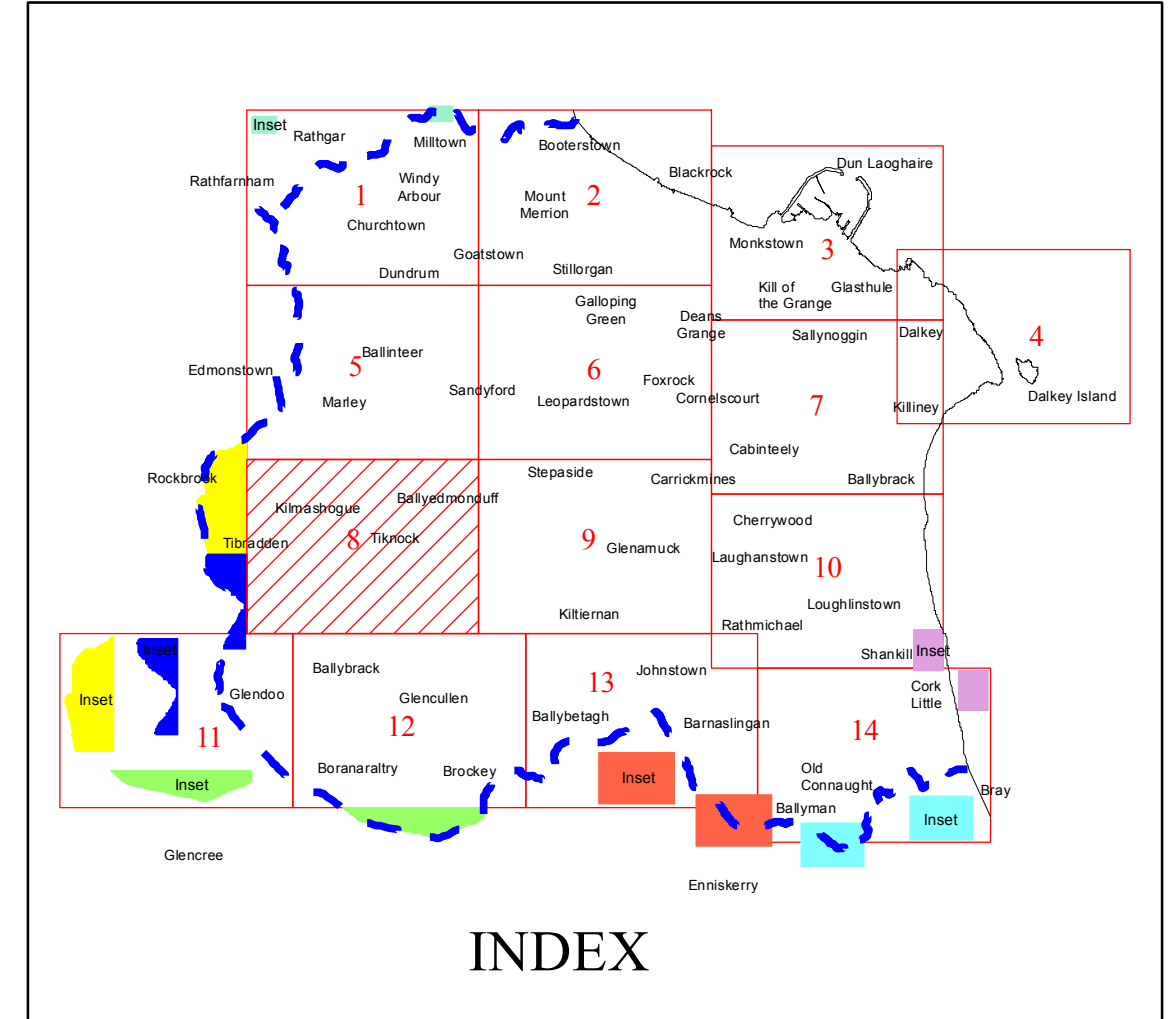 Inset
Rathgar
Milltown
Booterstown
Rathfarnham
Windy
Arbour
1
Churchtown
Goatstown
Dundrum
Mount
Merrion
2
Stillorgan
Blackrock
Dun Laoghaire
Monkstown
3
Kill of
the Grange
Glasthule
4
Dalkey
Dalkey Island
Killiney
Edmonstown
5
Ballinteer
Marley
Sandyford
Galloping
Green
Deans
Grange
6
Foxrock
Leopardstown
Cornelscourt
Sallynoggin
7
Cabinteely
Ballybrack
Rockbrook
Tibradden
Kilmashogue
Ballyedmonduff
8
Tiknock
Stepaside
Carrickmines
9
Glenamuck
Kiltiernan
Cherrywood
Laughanstown
10
Loughlinstown
Rathmichael
Shankill
Inset
Inset
Inset
Glendoo
11
Inset
Ballybrack
Glencullen
12
Boranaraltry
Brockey
Johnstown
13
Ballybetagh
Barnaslingan
Inset
Cork
Little
14
Old
Connaught
Ballyman
Inset
Bray
Glencree
Enniskerry
INDEX